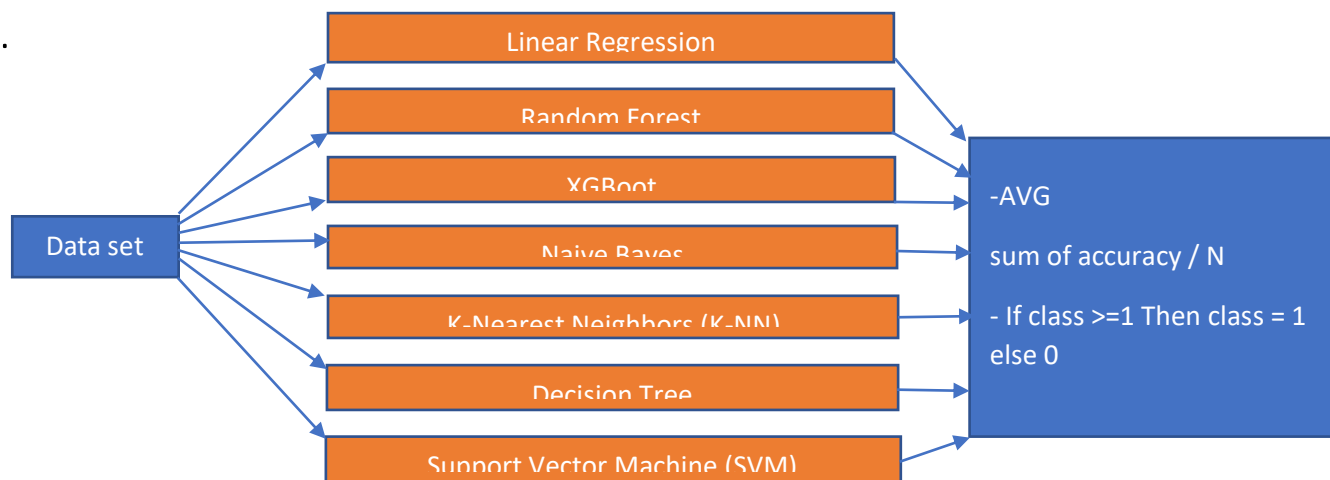 .
Linear Regression
Random Forest
XGBoot
Data set
Naive Bayes
K-Nearest Neighbors (K-NN)
Decision Tree
Support Vector Machine (SVM)
-AVG
sum of accuracy / N
- If class >=1 Then class = 1
else 0